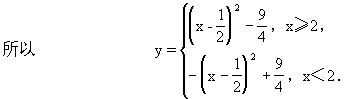 所以 y = { (x - 1/2)² - 9/4, x ≥ 2,
-(x - 1/2)² + 9/4, x < 2.